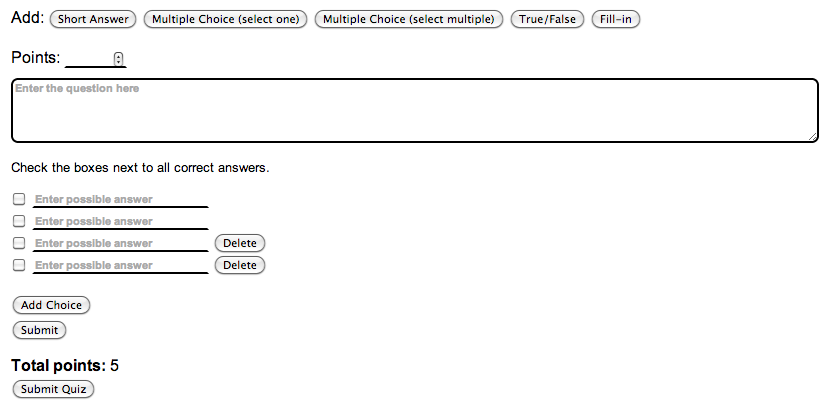 Add: Short Answer Multiple Choice (select one) Multiple Choice (select multiple) True/False Fill-in
Points:
Enter the question here
Check the boxes next to all correct answers.
Enter possible answer
Enter possible answer
Enter possible answer Delete
Enter possible answer Delete
Add Choice
Submit
Total points: 5
Submit Quiz